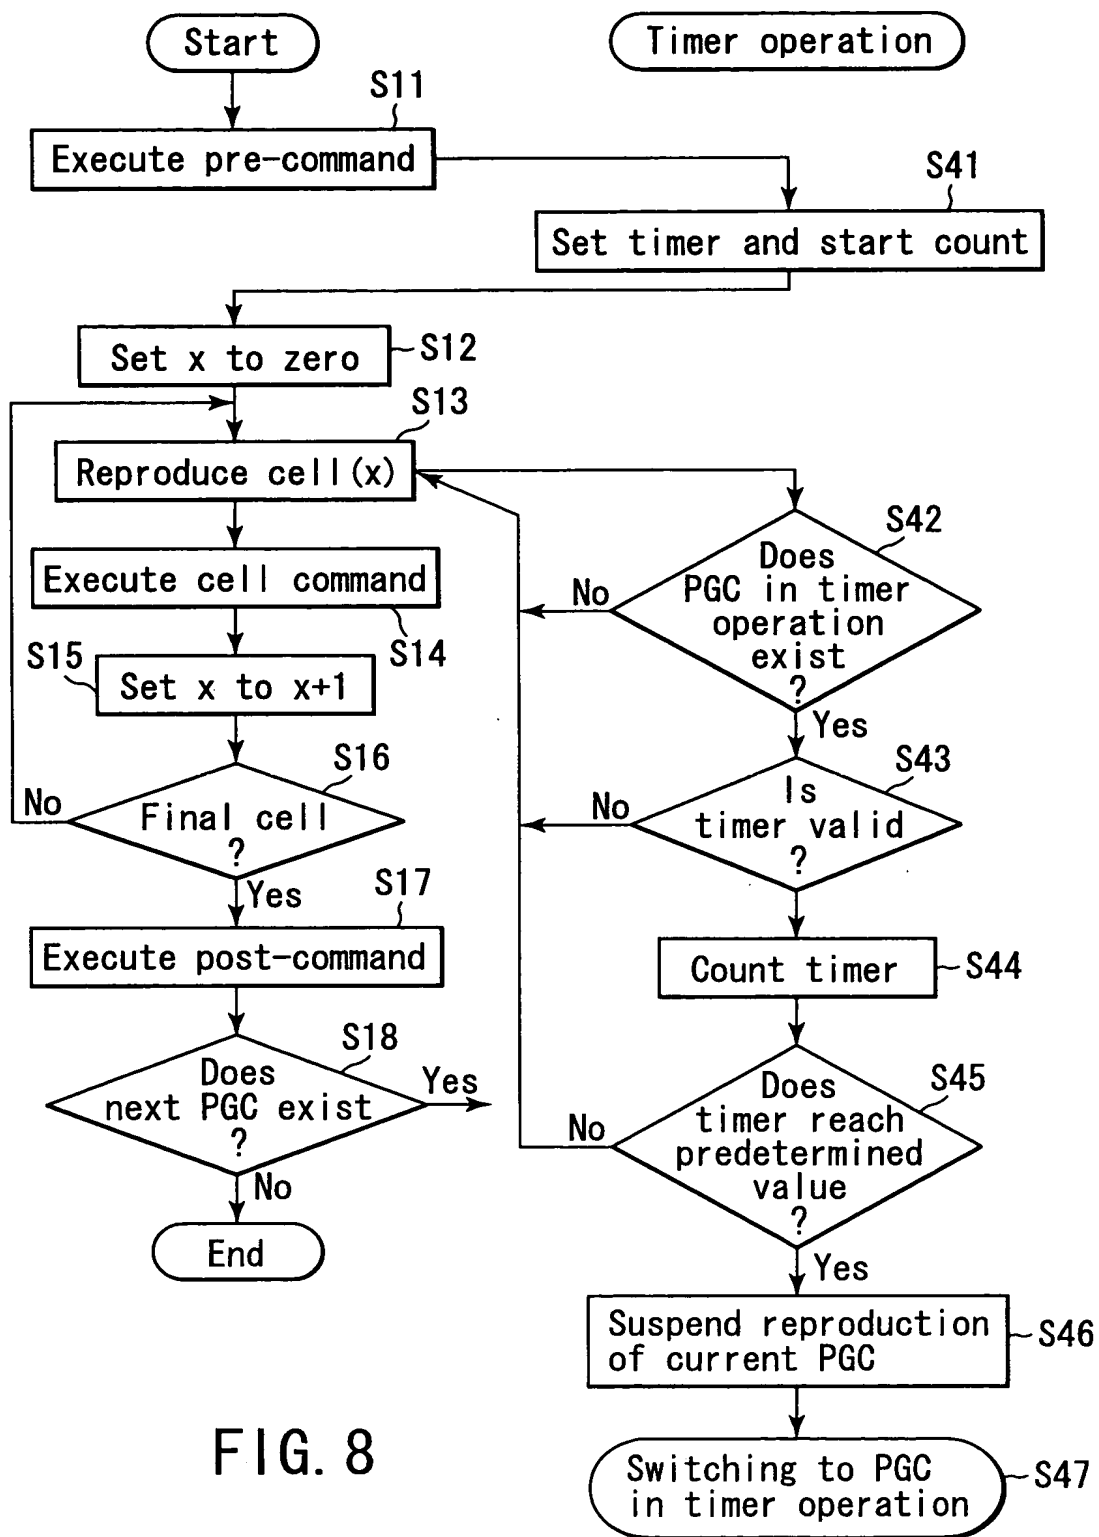 Start
Timer operation
S11
Execute pre-command
S41
Set timer and start count
Set x to zero
S12
S13
Reproduce cell(x)
S42
Does
PGC in timer
operation
exist
?
No
Yes
Execute cell command
S14
S15
Set x to x+1
S16
Final cell
?
No
Yes
S43
Is
timer valid
?
No
S17
Execute post-command
Count timer
S44
S18
Does
next PGC exist
?
Yes
No
End
S45
Does
timer reach
predetermined
value
?
No
Yes
Suspend reproduction
of current PGC
S46
Switching to PGC
in timer operation
S47
FIG. 8